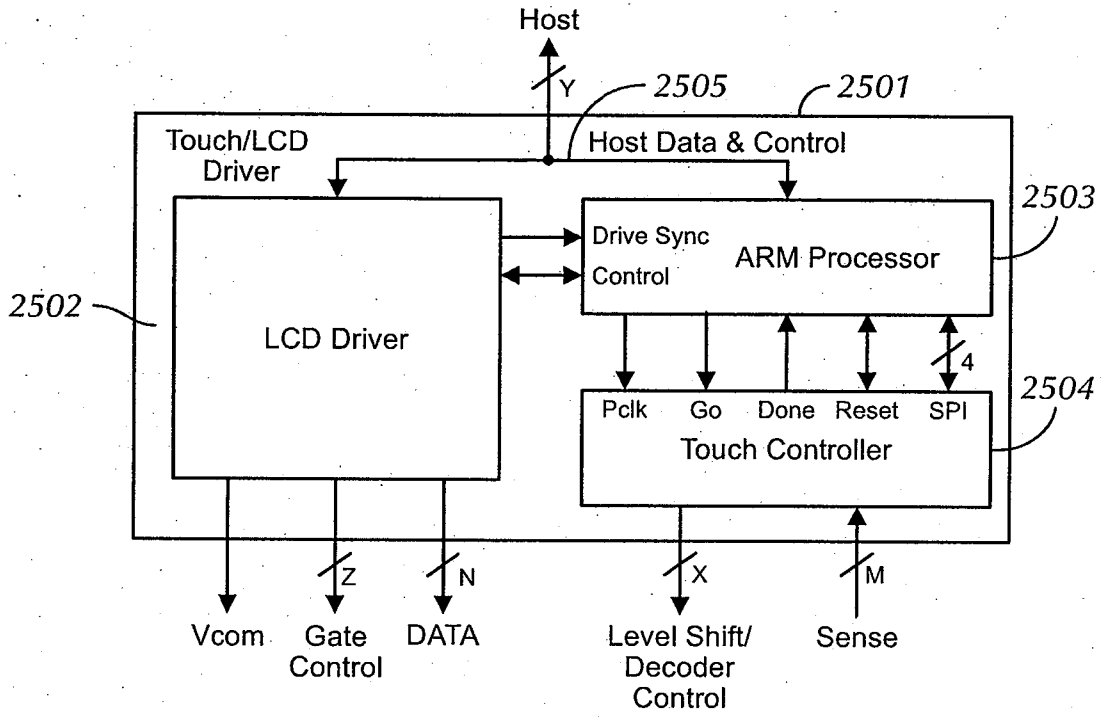 Host
Y
2505
2501
Touch/LCD
Driver
Host Data & Control
2503
Drive Sync
ARM Processor
Control
2502
LCD Driver
4
2504
Pclk
Go
Done
Reset
SPI
Touch Controller
Z
N
X
M
Vcom
Gate
Control
DATA
Level Shift/
Decoder
Control
Sense